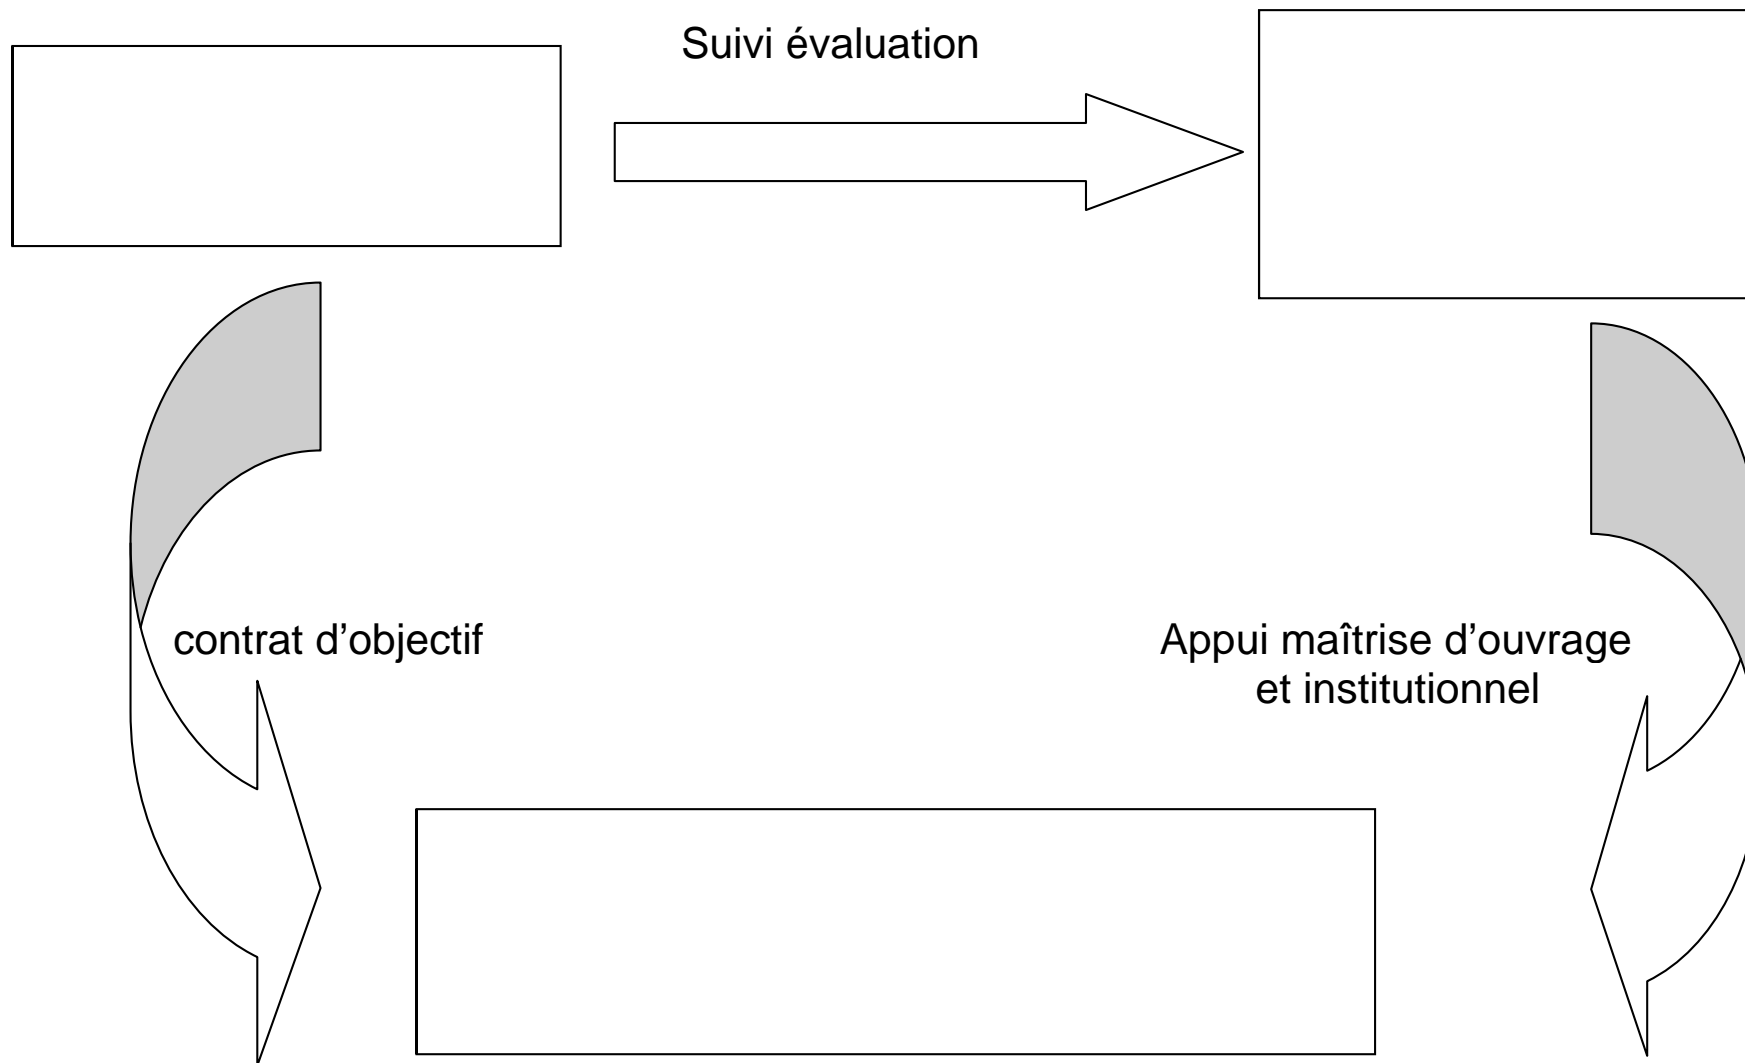 Suivi évaluation
contrat d’objectif
Appui maîtrise d’ouvrage
et institutionnel